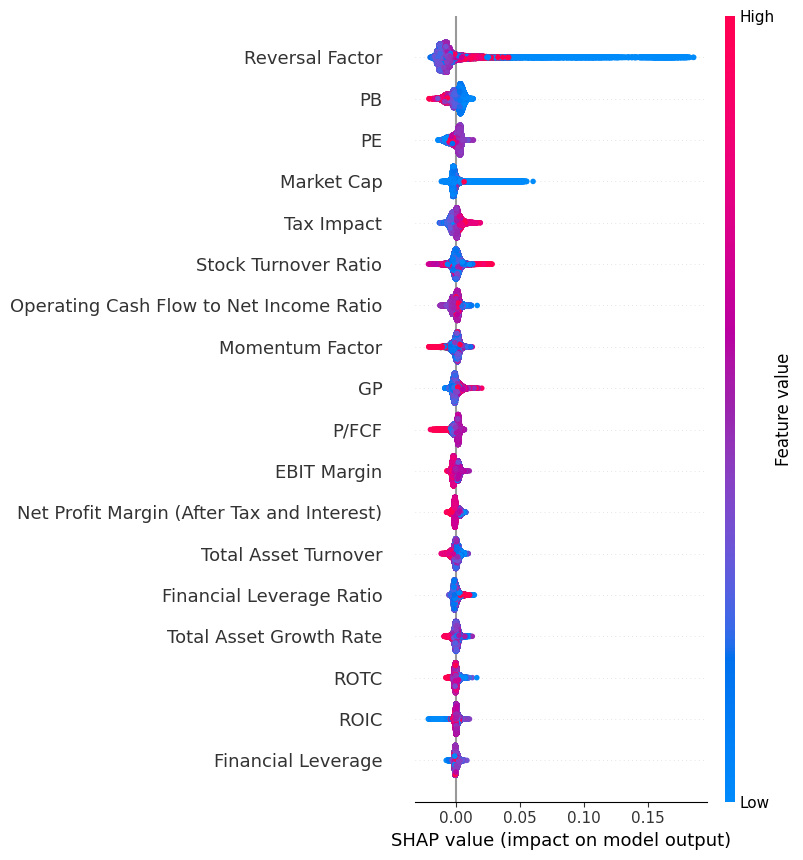 High
Reversal Factor
PB
PE
Market Cap
Tax Impact
Stock Turnover Ratio
Operating Cash Flow to Net Income Ratio
Momentum Factor
GP
P/FCF
EBIT Margin
Net Profit Margin (After Tax and Interest)
Total Asset Turnover
Financial Leverage Ratio
Total Asset Growth Rate
ROTC
ROIC
Financial Leverage
Feature value
Low
0.00 0.05 0.10 0.15
SHAP value (impact on model output)